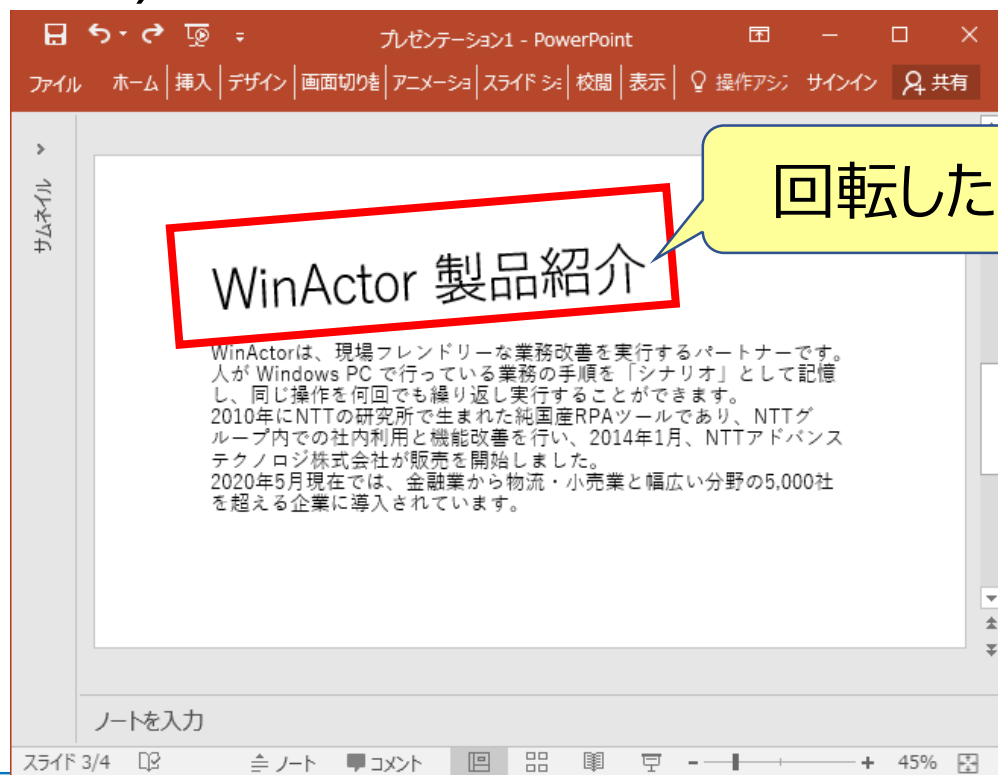 プレゼンテーション1 - PowerPoint
ファイル ホーム 挿入 デザイン 画面切り替 アニメーショ スライド ショ 校閲 表示 操作アシ サインイン 共有
サムネイル
回転した
WinActor 製品紹介
WinActorは、現場フレンドリーな業務改善を実行するパートナーです。
人が Windows PC で行っている業務の手順を「シナリオ」として記憶
し、同じ操作を何回でも繰り返し実行することができます。
2010年にNTTの研究所で生まれた純国産RPAツールであり、NTTグ
ループ内での社内利用と機能改善を行い、2014年1月、NTTアドバンス
テクノロジ株式会社が販売を開始しました。
2020年5月現在では、金融業から物流・小売業と幅広い分野の5,000社
を超える企業に導入されています。
ノートを入力
スライド 3/4 ノート コメント 45%